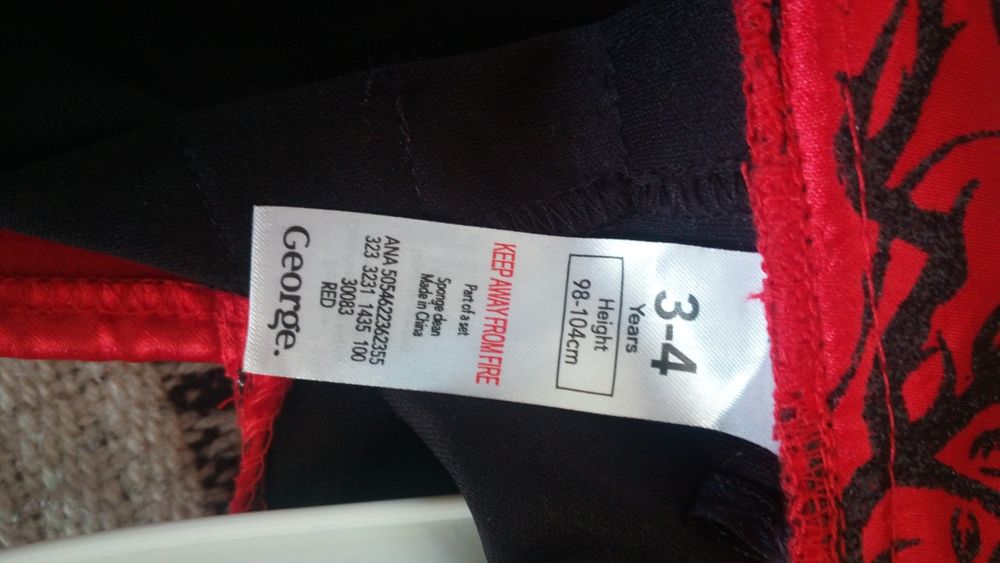 3-4
Years
Height
98-104cm
KEEP AWAY FROM FIRE
Part of a set
Sponge clean
Made in China
ANA 5054622362355
323 3231 1435 100
30083
RED
George.